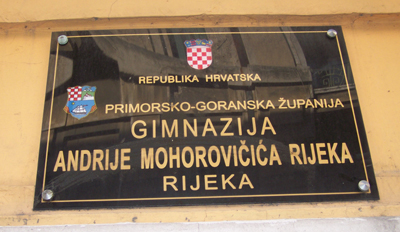 REPUBLIKA HRVATSKA
PRIMORSKO-GORANSKA ŽUPANIJA
GIMNAZIJA
ANDRIJE MOHOROVIČIĆA RIJEKA
RIJEKA